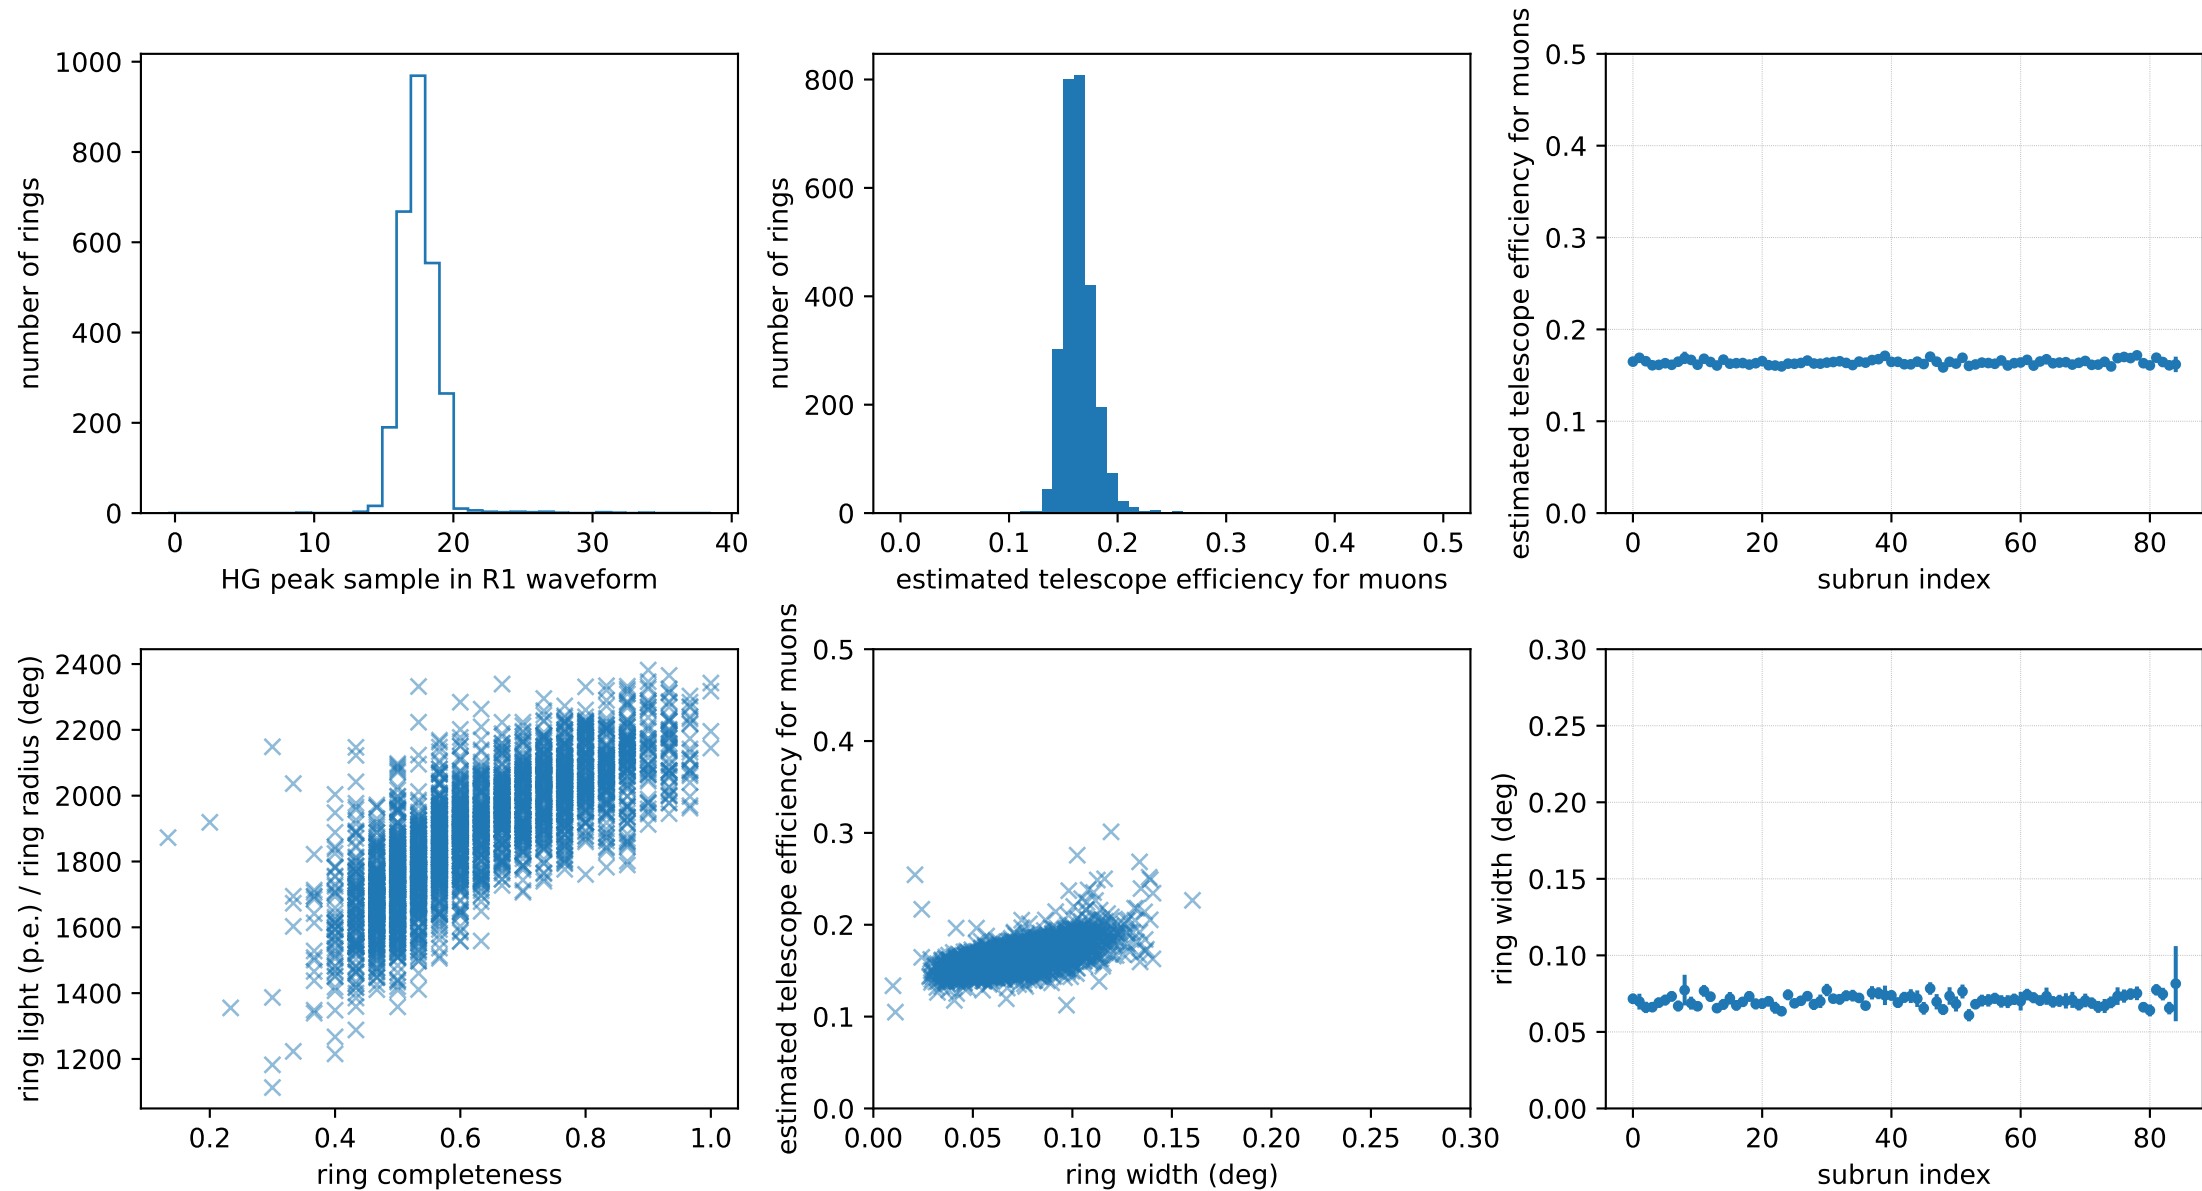 1000
800
600
400
200
0
number of rings
0 10 20 30 40
HG peak sample in R1 waveform
800
600
400
200
0
number of rings
0.0 0.1 0.2 0.3 0.4 0.5
estimated telescope efficiency for muons
0.5
0.4
0.3
0.2
0.1
0.0
estimated telescope efficiency for muons
0 20 40 60 80
subrun index
2400
2200
2000
1800
1600
1400
1200
ring light (p.e.) / ring radius (deg)
0.2 0.4 0.6 0.8 1.0
ring completeness
0.5
0.4
0.3
0.2
0.1
0.0
estimated telescope efficiency for muons
0.00 0.05 0.10 0.15 0.20 0.25 0.30
ring width (deg)
0.30
0.25
0.20
0.15
0.10
0.05
0.00
ring width (deg)
0 20 40 60 80
subrun index